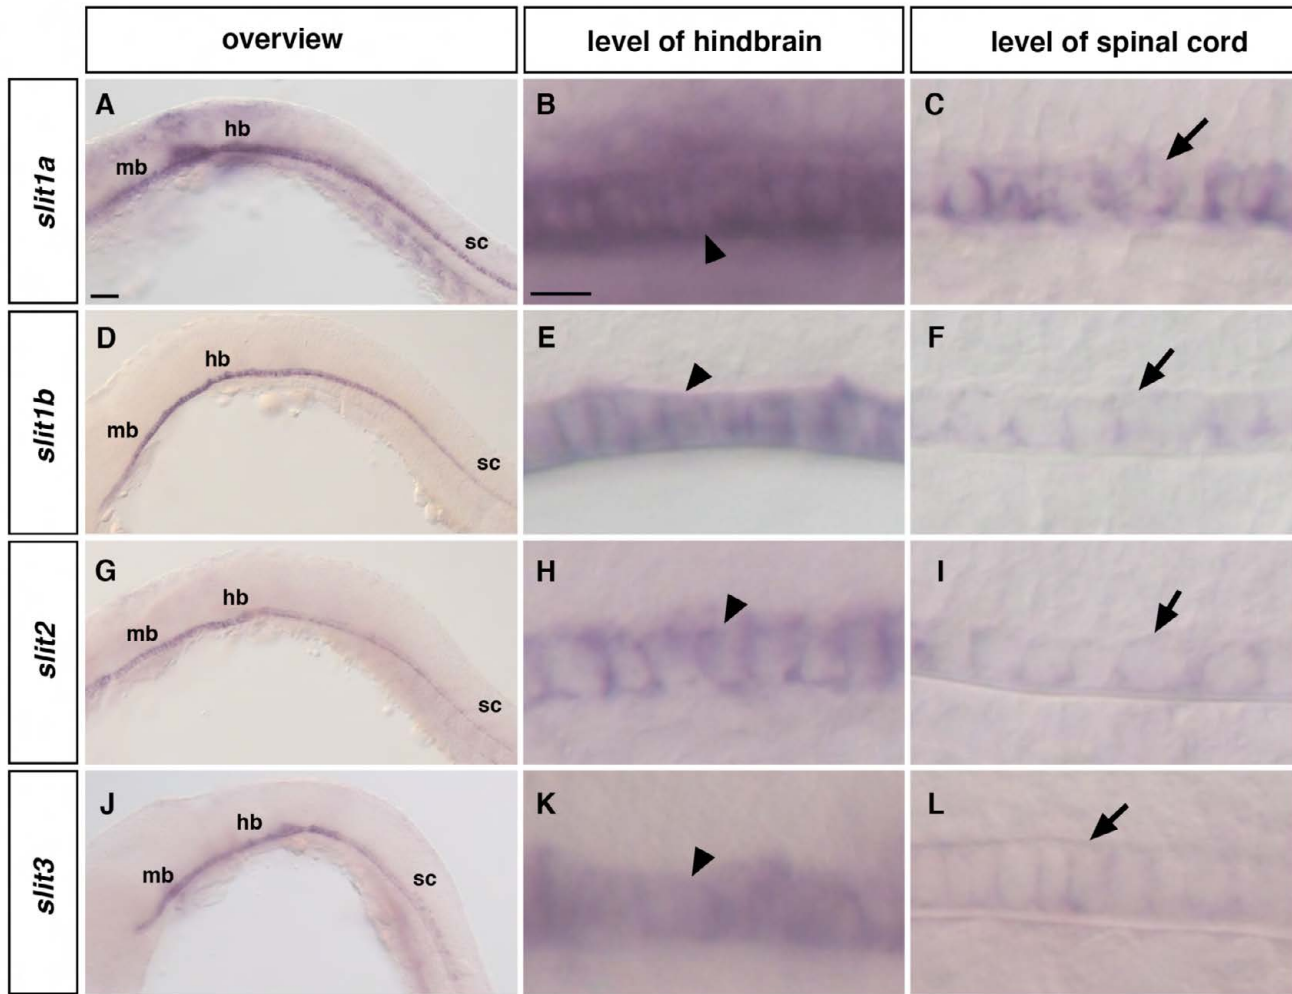 overview
level of hindbrain
level of spinal cord
slit1a
A
hb
mb
sc
B
C
slit1b
D
hb
mb
sc
E
F
slit2
G
hb
mb
sc
H
I
slit3
J
hb
mb
sc
K
L